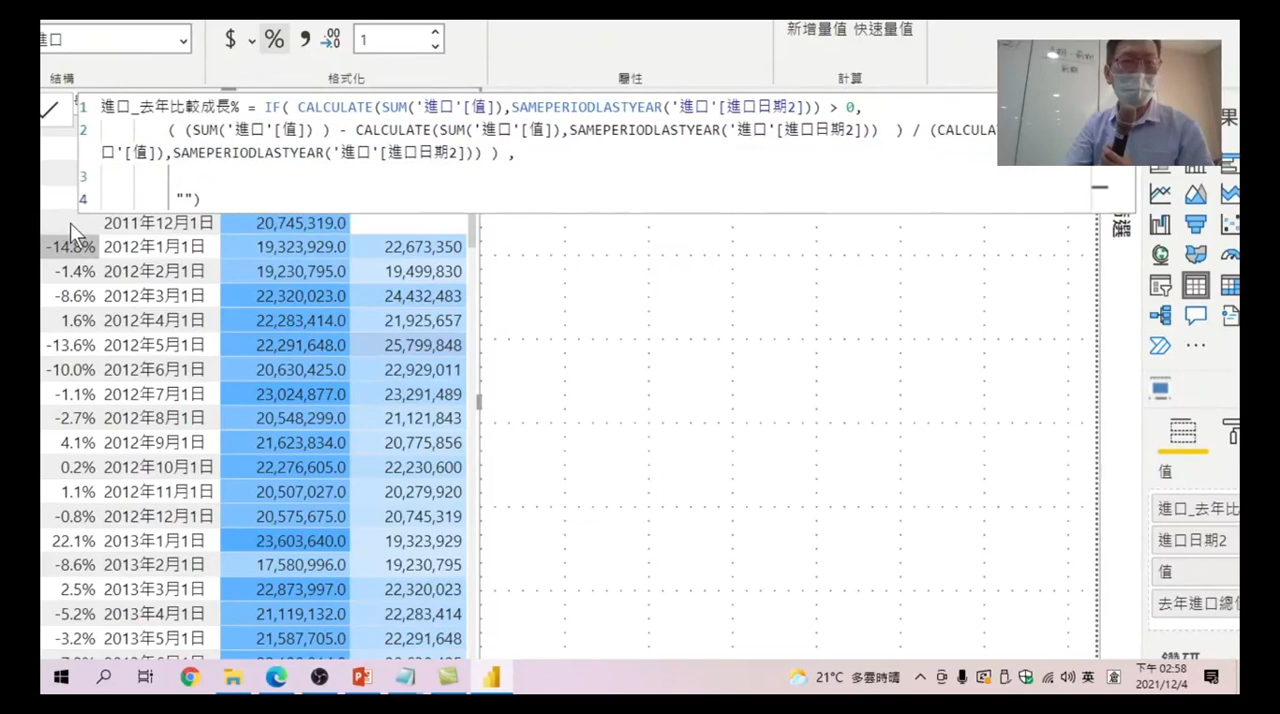 進口
$
%
,
.00
1
新增量值 快速量值
結構
格式化
屬性
計算
1 進口_去年比較成長% = IF( CALCULATE(SUM('進口'[值]),SAMEPERIODLASTYEAR('進口'[進口日期2])) > 0,
2 ( (SUM('進口'[值]) ) - CALCULATE(SUM('進口'[值]),SAMEPERIODLASTYEAR('進口'[進口日期2])) ) / (CALCULA
口'[值]),SAMEPERIODLASTYEAR('進口'[進口日期2])) ) ,
3
4 "")
2011年12月1日 20,745,319.0
-14.8% 2012年1月1日 19,323,929.0 22,673,350
-1.4% 2012年2月1日 19,230,795.0 19,499,830
-8.6% 2012年3月1日 22,320,023.0 24,432,483
1.6% 2012年4月1日 22,283,414.0 21,925,657
-13.6% 2012年5月1日 22,291,648.0 25,799,848
-10.0% 2012年6月1日 20,630,425.0 22,929,011
-1.1% 2012年7月1日 23,024,877.0 23,291,489
-2.7% 2012年8月1日 20,548,299.0 21,121,843
4.1% 2012年9月1日 21,623,834.0 20,775,856
0.2% 2012年10月1日 22,276,605.0 22,230,600
1.1% 2012年11月1日 20,507,027.0 20,279,920
-0.8% 2012年12月1日 20,575,675.0 20,745,319
22.1% 2013年1月1日 23,603,640.0 19,323,929
-8.6% 2013年2月1日 17,580,996.0 19,230,795
2.5% 2013年3月1日 22,873,997.0 22,320,023
-5.2% 2013年4月1日 21,119,132.0 22,283,414
-3.2% 2013年5月1日 21,587,705.0 22,291,648
果
篩選
值
進口_去年比
進口日期2
值
去年進口總值
21°C 多雲時晴
英
倉
下午 02:58
2021/12/4